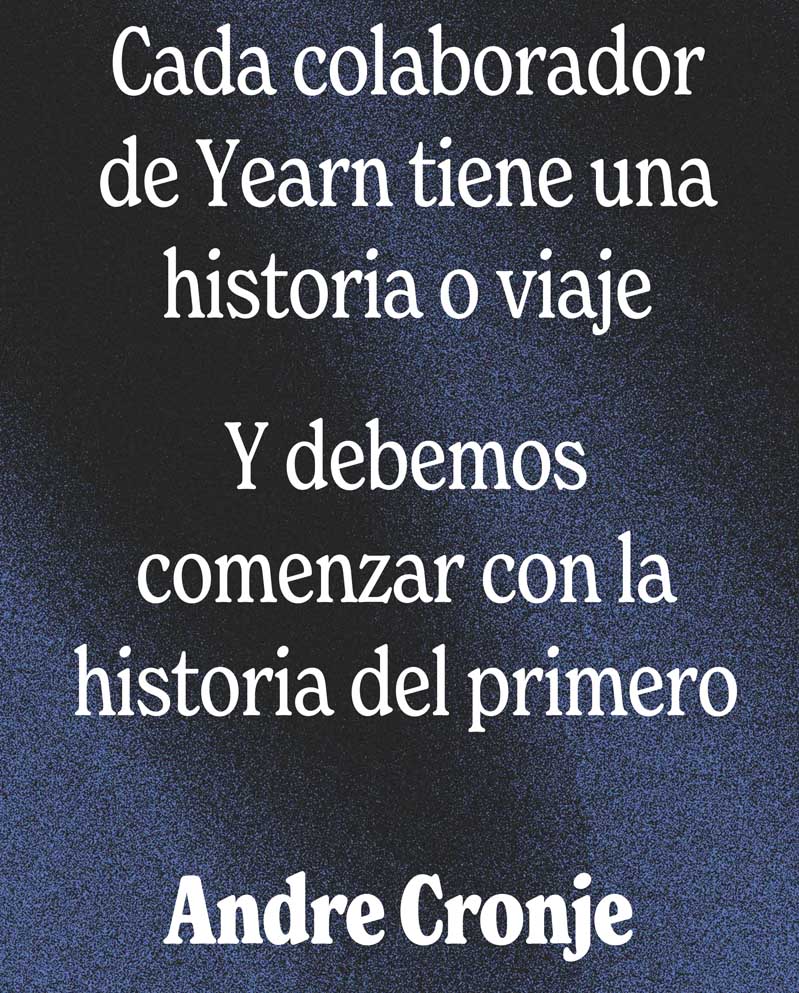 Cada colaborador
de Yearn tiene una
historia o viaje
Y debemos
comenzar con la
historia del primero
Andre Cronje